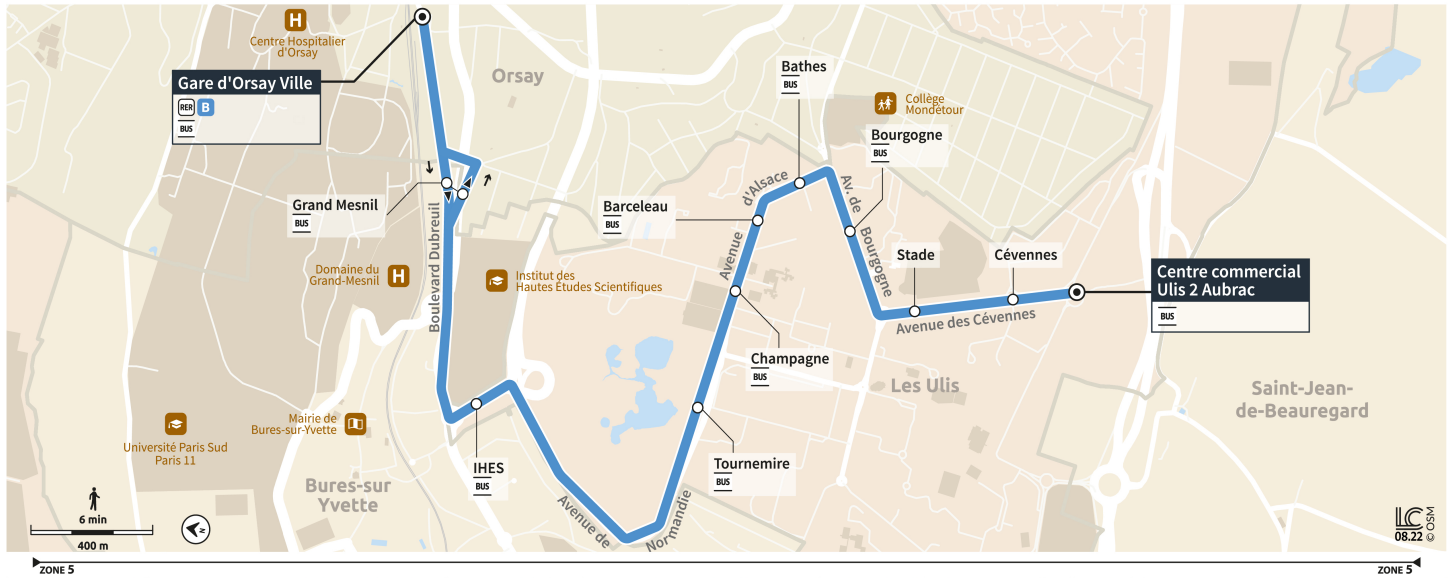 H
Centre Hospitalier
d'Orsay
Gare d'Orsay Ville
RER B
BUS
Orsay
Bathes
BUS
Collège
Mondétour
Bourgogne
BUS
Grand Mesnil
BUS
Barceleau
BUS
d'Alsace
Avenue
Av. de
Bourgogne
Boulevard Dubreuil
Domaine du
Grand-Mesnil
H
Institut des
Hautes Études Scientifiques
Stade
Cévennes
Centre commercial
Ulis 2 Aubrac
BUS
Avenue des Cévennes
Champagne
BUS
Les Ulis
Saint-Jean-
de-Beauregard
Mairie de
Bures-sur-Yvette
Université Paris Sud
Paris 11
IHES
BUS
Tournemire
BUS
Bures-sur
Yvette
Avenue de
Normandie
6 min
400 m
N
LC
08.22
© OSM
ZONE 5
ZONE 5